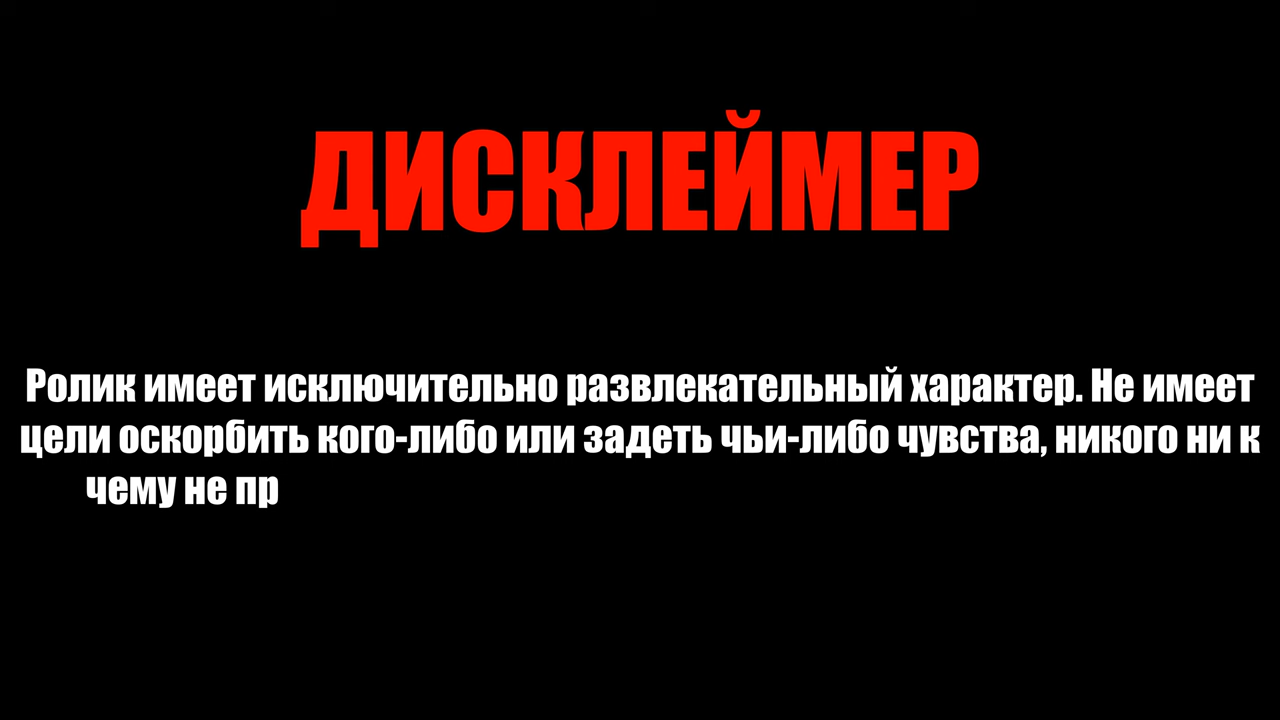 ДИСКЛЕЙМЕР
Ролик имеет исключительно развлекательный характер. Не имеет
цели оскорбить кого-либо или задеть чьи-либо чувства, никого ни к
чему не пр